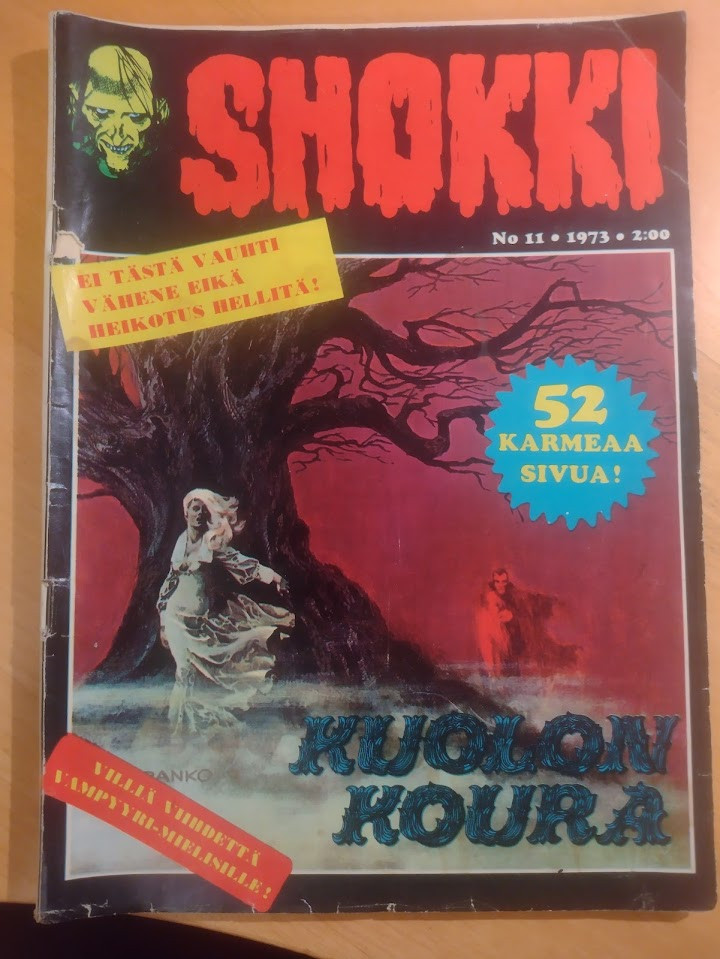 SHOKKI
No 11 • 1973 • 2:00
EI TÄSTÄ VAUHTI
VÄHENE EIKÄ
HEIKOTUS HELLITÄ!
52
KARMEAA
SIVUA!
KUOLON
KOURA
VILLIÄ VIIHDETTÄ
VAMPYYRI-MIELISILLE!